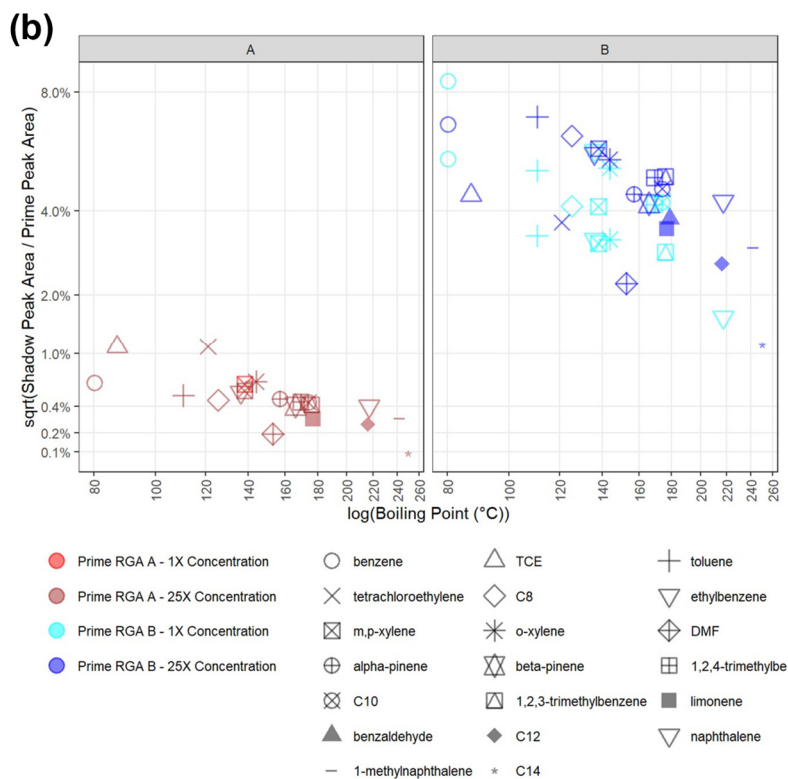 (b)
A
B
sqrt(Shadow Peak Area / Prime Peak Area)
8.0%
4.0%
2.0%
1.0%
0.4%
0.2%
0.1%
80
100
120
140
160
180
200
220
240
260
80
100
120
140
160
180
200
220
240
260
log(Boiling Point (°C))
Prime RGA A - 1X Concentration
Prime RGA A - 25X Concentration
Prime RGA B - 1X Concentration
Prime RGA B - 25X Concentration
benzene
TCE
toluene
tetrachloroethylene
C8
ethylbenzene
m,p-xylene
o-xylene
DMF
alpha-pinene
beta-pinene
1,2,4-trimethylbe
C10
1,2,3-trimethylbenzene
limonene
benzaldehyde
C12
naphthalene
1-methylnaphthalene
C14